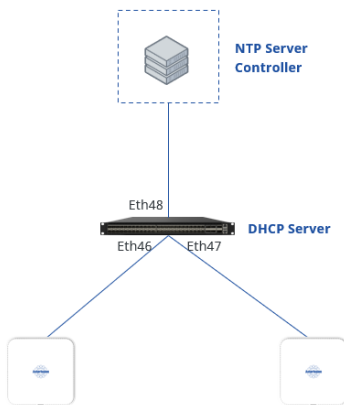 NTP Server
Controller
Eth48
DHCP Server
Eth46
Eth47